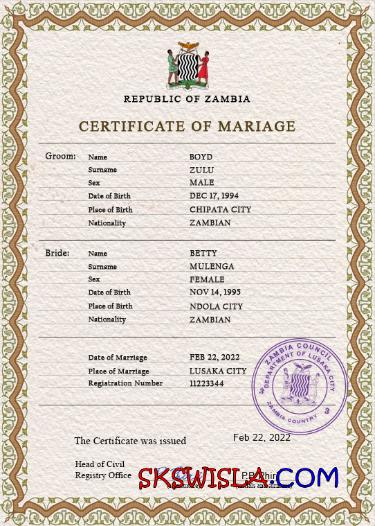 REPUBLIC OF ZAMBIA
CERTIFICATE OF MARIAGE
Groom: Name BOYD
Surname ZULU
Sex MALE
Date of Birth DEC 17, 1994
Place of Birth CHIPATA CITY
Nationality ZAMBIAN
Bride: Name BETTY
Surname MULENGA
Sex FEMALE
Date of Birth NOV 14, 1995
Place of Birth NDOLA CITY
Nationality ZAMBIAN
Date of Marriage FEB 22, 2022
Place of Marriage LUSAKA CITY
Registration Number 11223344
ZAMBIA COUNCIL
DEPARTMENT OF LUSAKA CITY
ZAMBIA COUNTRY
The Certificate was issued Feb 22, 2022
Head of Civil
Registry Office
SKSWISLA.COM